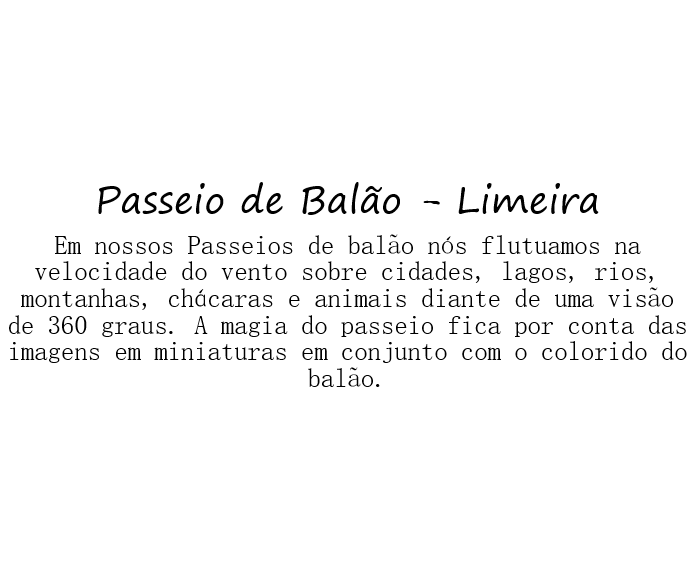 Passeio de Balão - Limeira
Em nossos Passeios de balão nós flutuamos na
velocidade do vento sobre cidades, lagos, rios,
montanhas, chácaras e animais diante de uma visão
de 360 graus. A magia do passeio fica por conta das
imagens em miniaturas em conjunto com o colorido do
balão.